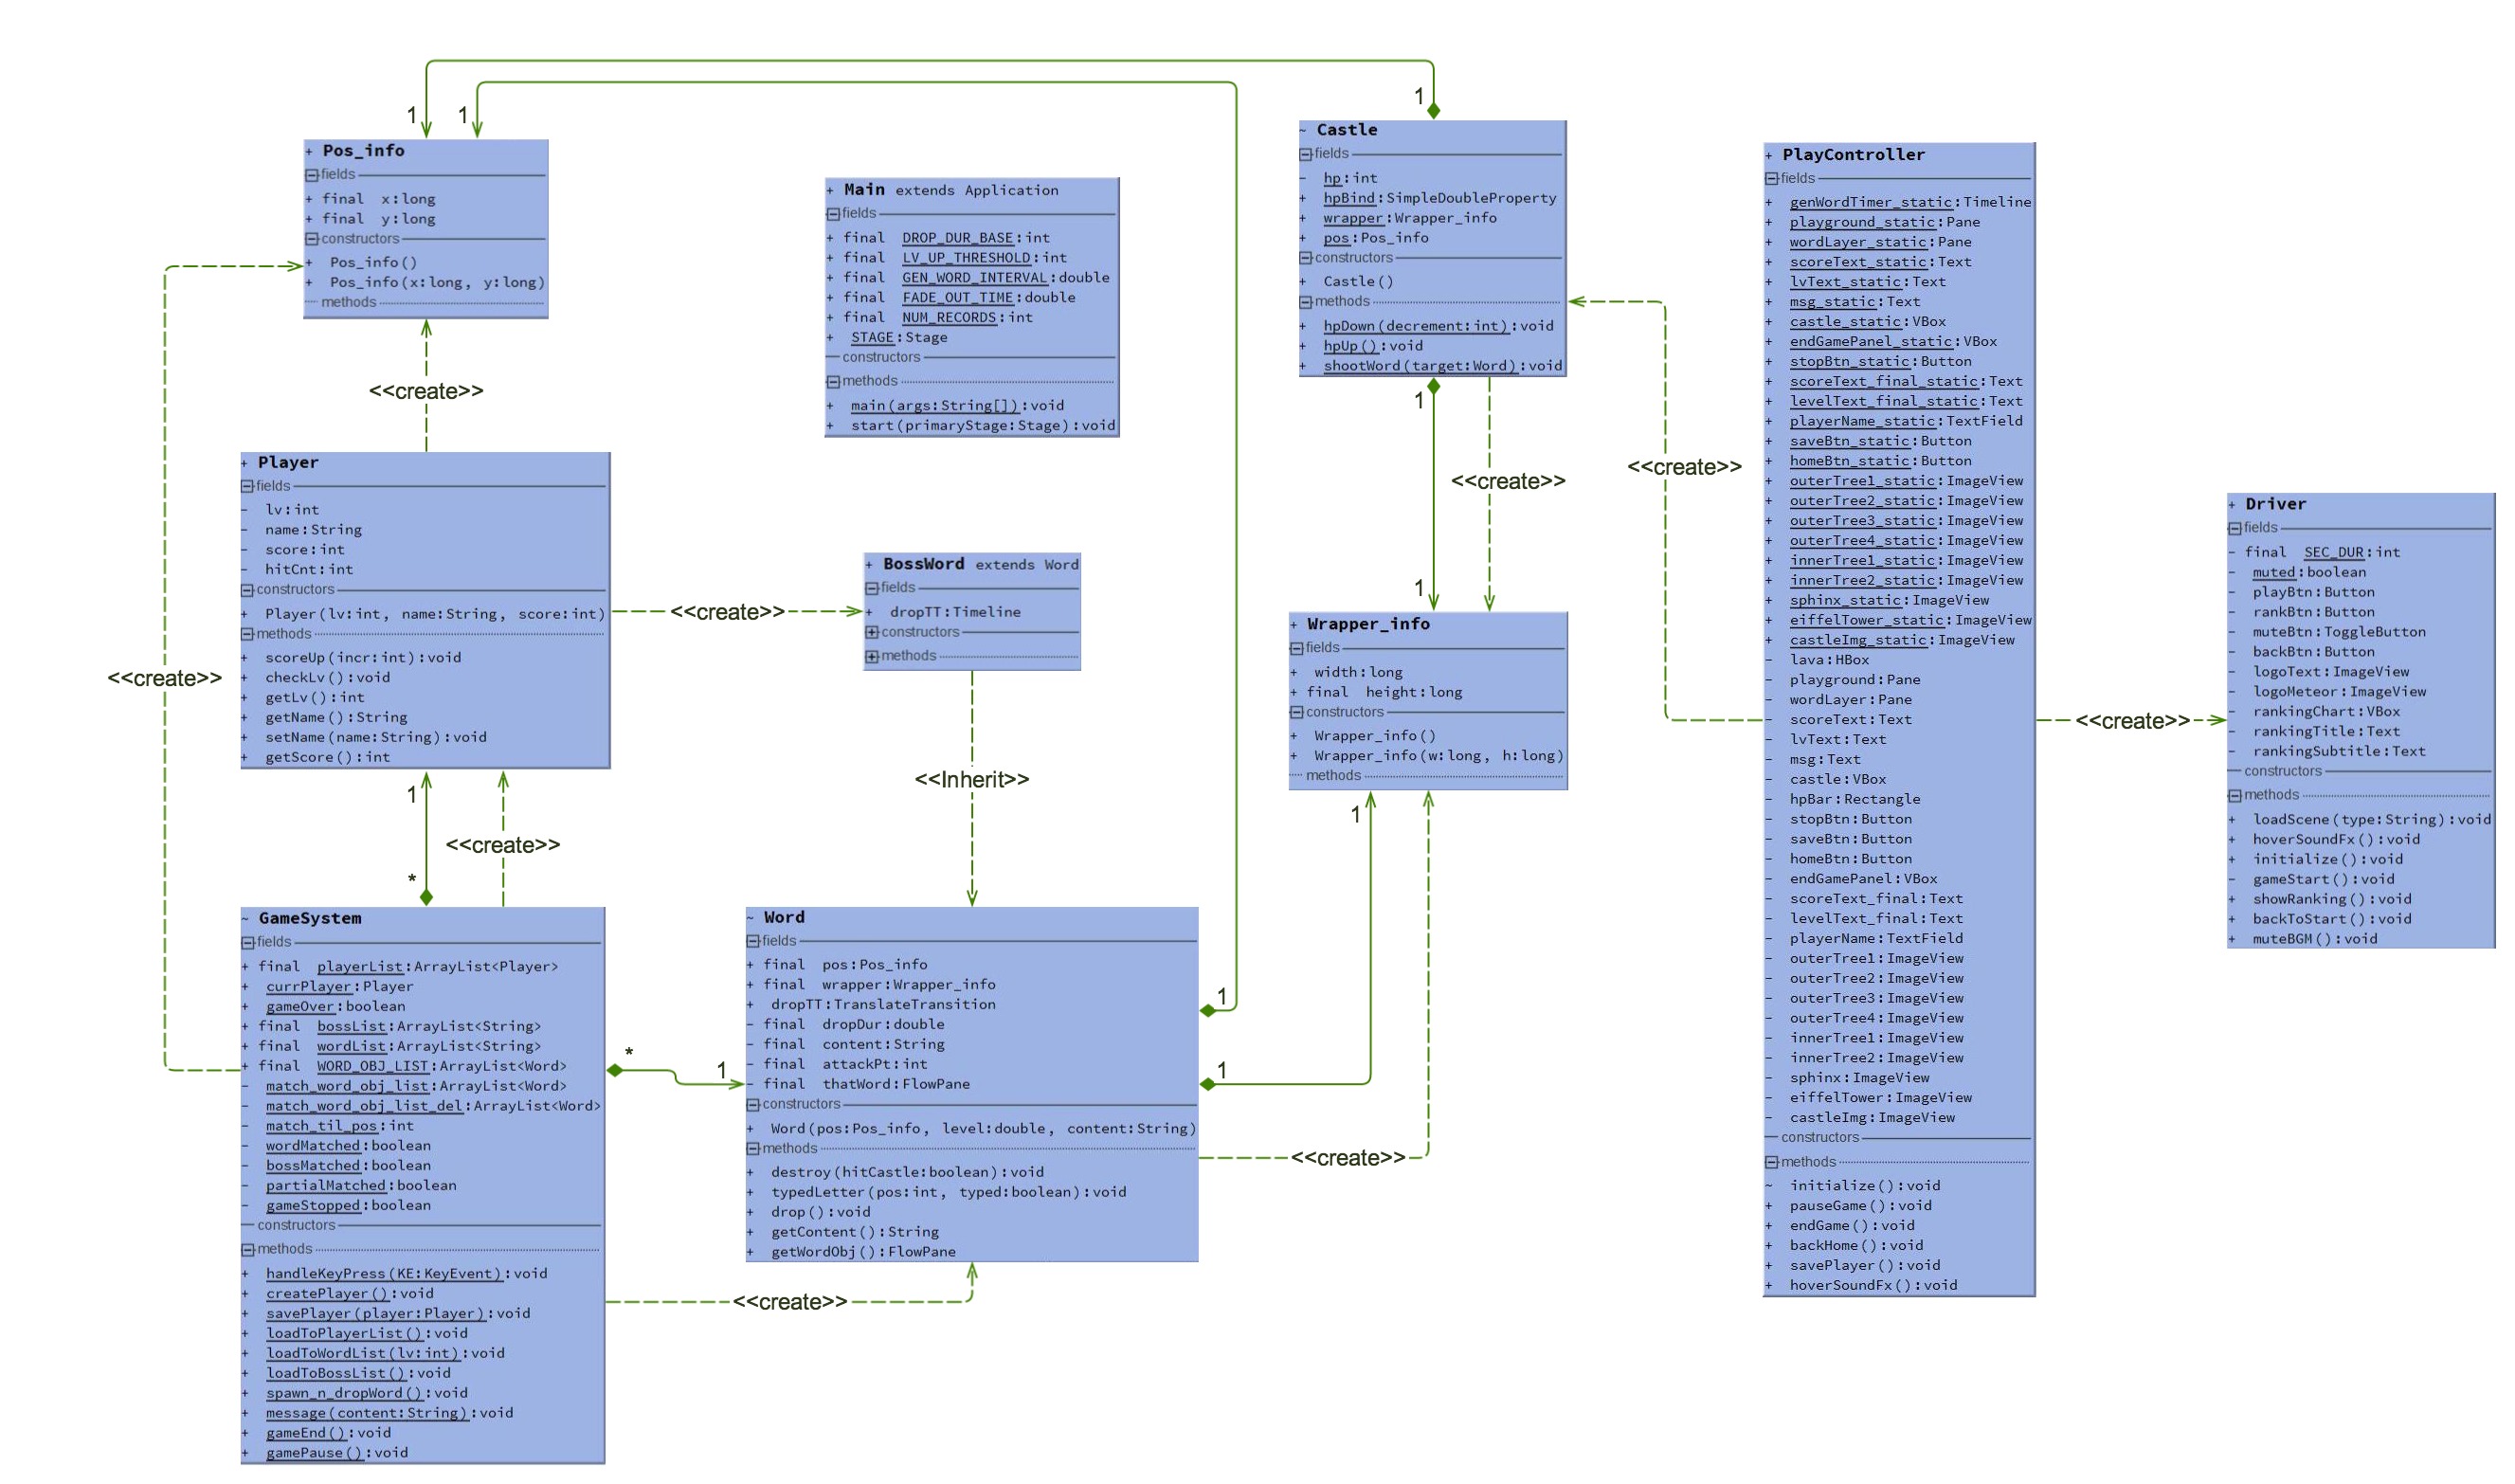 1
1
+ Pos_info
fields
+ final x:long
+ final y:long
constructors
+ Pos_info()
+ Pos_info(x:long, y:long)
methods
<<create>>
+ Main extends Application
fields
+ final DROP_DUR_BASE:int
+ final LV_UP_THRESHOLD:int
+ final GEN_WORD_INTERVAL:double
+ final FADE_OUT_TIME:double
+ final NUM_RECORDS:int
+ STAGE:Stage
constructors
methods
+ main(args:String[]):void
+ start(primaryStage:Stage):void
1
~ Castle
fields
- hp:int
+ hpBind:SimpleDoubleProperty
+ wrapper:Wrapper_info
+ pos:Pos_info
constructors
+ Castle()
methods
+ hpDown(decrement:int):void
+ hpUp():void
+ shootWord(target:Word):void
1
<<create>>
1
<<create>>
+ PlayController
fields
+ genWordTimer_static:Timeline
+ playground_static:Pane
+ wordLayer_static:Pane
+ scoreText_static:Text
+ lvText_static:Text
+ msg_static:Text
+ castle_static:VBox
+ endGamePanel_static:VBox
+ stopBtn_static:Button
+ scoreText_final_static:Text
+ levelText_final_static:Text
+ playerName_static:TextField
+ saveBtn_static:Button
+ homeBtn_static:Button
+ outerTree1_static:ImageView
+ outerTree2_static:ImageView
+ outerTree3_static:ImageView
+ outerTree4_static:ImageView
+ innerTree1_static:ImageView
+ innerTree2_static:ImageView
+ sphinx_static:ImageView
+ eiffelTower_static:ImageView
+ castleImg_static:ImageView
- lava:HBox
- playground:Pane
- wordLayer:Pane
- scoreText:Text
- lvText:Text
- msg:Text
- castle:VBox
- hpBar:Rectangle
- stopBtn:Button
- saveBtn:Button
- homeBtn:Button
- endGamePanel:VBox
- scoreText_final:Text
- levelText_final:Text
- playerName:TextField
- outerTree1:ImageView
- outerTree2:ImageView
- outerTree3:ImageView
- outerTree4:ImageView
- innerTree1:ImageView
- innerTree2:ImageView
- sphinx:ImageView
- eiffelTower:ImageView
- castleImg:ImageView
constructors
methods
~ initialize():void
+ pauseGame():void
+ endGame():void
+ backHome():void
+ savePlayer():void
+ hoverSoundFx():void
<<create>>
+ Driver
fields
- final SEC_DUR:int
- muted:boolean
- playBtn:Button
- rankBtn:Button
- muteBtn:ToggleButton
- backBtn:Button
- logoText:ImageView
- logoMeteor:ImageView
- rankingChart:VBox
- rankingTitle:Text
- rankingSubtitle:Text
constructors
methods
+ loadScene(type:String):void
+ hoverSoundFx():void
+ initialize():void
- gameStart():void
+ showRanking():void
+ backToStart():void
+ muteBGM():void
+ Player
fields
- lv:int
- name:String
- score:int
- hitCnt:int
constructors
+ Player(lv:int, name:String, score:int)
methods
+ scoreUp(incr:int):void
+ checkLv():void
+ getLv():int
+ getName():String
+ setName(name:String):void
+ getScore():int
<<create>>
<<create>>
+ BossWord extends Word
fields
+ dropTT:Timeline
constructors
methods
<<Inherit>>
+ Wrapper_info
fields
+ width:long
+ final height:long
constructors
+ Wrapper_info()
+ Wrapper_info(w:long, h:long)
methods
1
1
<<create>>
*
~ GameSystem
fields
+ final playerList:ArrayList<Player>
+ currPlayer:Player
+ gameOver:boolean
+ final bossList:ArrayList<String>
+ final wordList:ArrayList<String>
+ final WORD_OBJ_LIST:ArrayList<Word>
- match_word_obj_list:ArrayList<Word>
- match_word_obj_list_del:ArrayList<Word>
- match_til_pos:int
- wordMatched:boolean
- bossMatched:boolean
- partialMatched:boolean
- gameStopped:boolean
constructors
methods
+ handleKeyPress(KE:KeyEvent):void
+ createPlayer():void
+ savePlayer(player:Player):void
+ loadToPlayerList():void
+ loadToWordList(lv:int):void
+ loadToBossList():void
+ spawn_n_dropWord():void
+ message(content:String):void
+ gameEnd():void
+ gamePause():void
*
1
~ Word
fields
+ final pos:Pos_info
+ final wrapper:Wrapper_info
+ dropTT:TranslateTransition
- final dropDur:double
- final content:String
- final attackPt:int
- final thatWord:FlowPane
constructors
+ Word(pos:Pos_info, level:double, content:String)
methods
+ destroy(hitCastle:boolean):void
+ typedLetter(pos:int, typed:boolean):void
+ drop():void
+ getContent():String
+ getWordObj():FlowPane
1
1
<<create>>
<<create>>